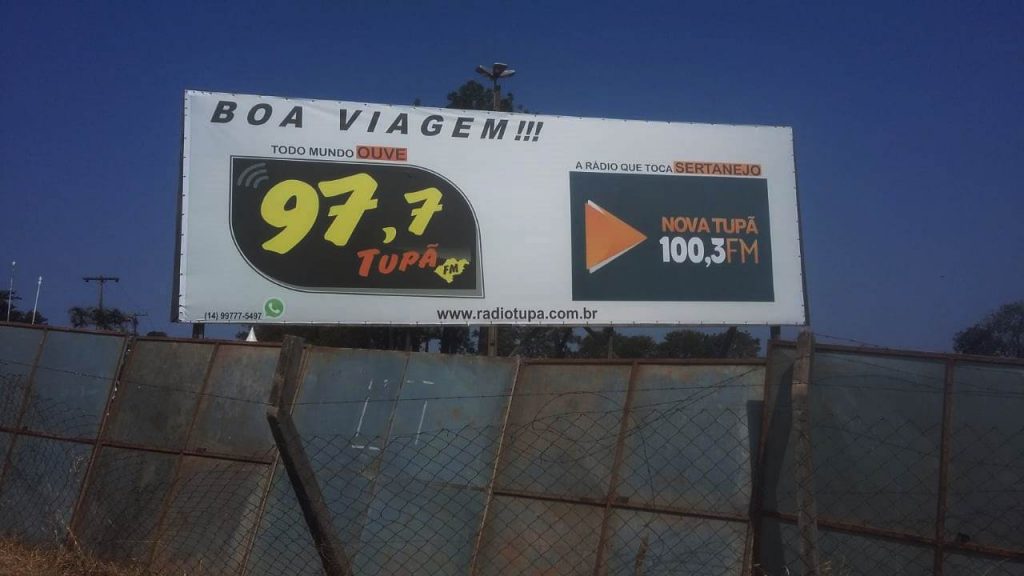 BOA VIAGEM!!!
TODO MUNDO OUVE
97,7
TUPÃ
FM
(14) 99777-5497
A RÁDIO QUE TOCA SERTANEJO
NOVA TUPÃ
100,3FM
www.radiotupa.com.br